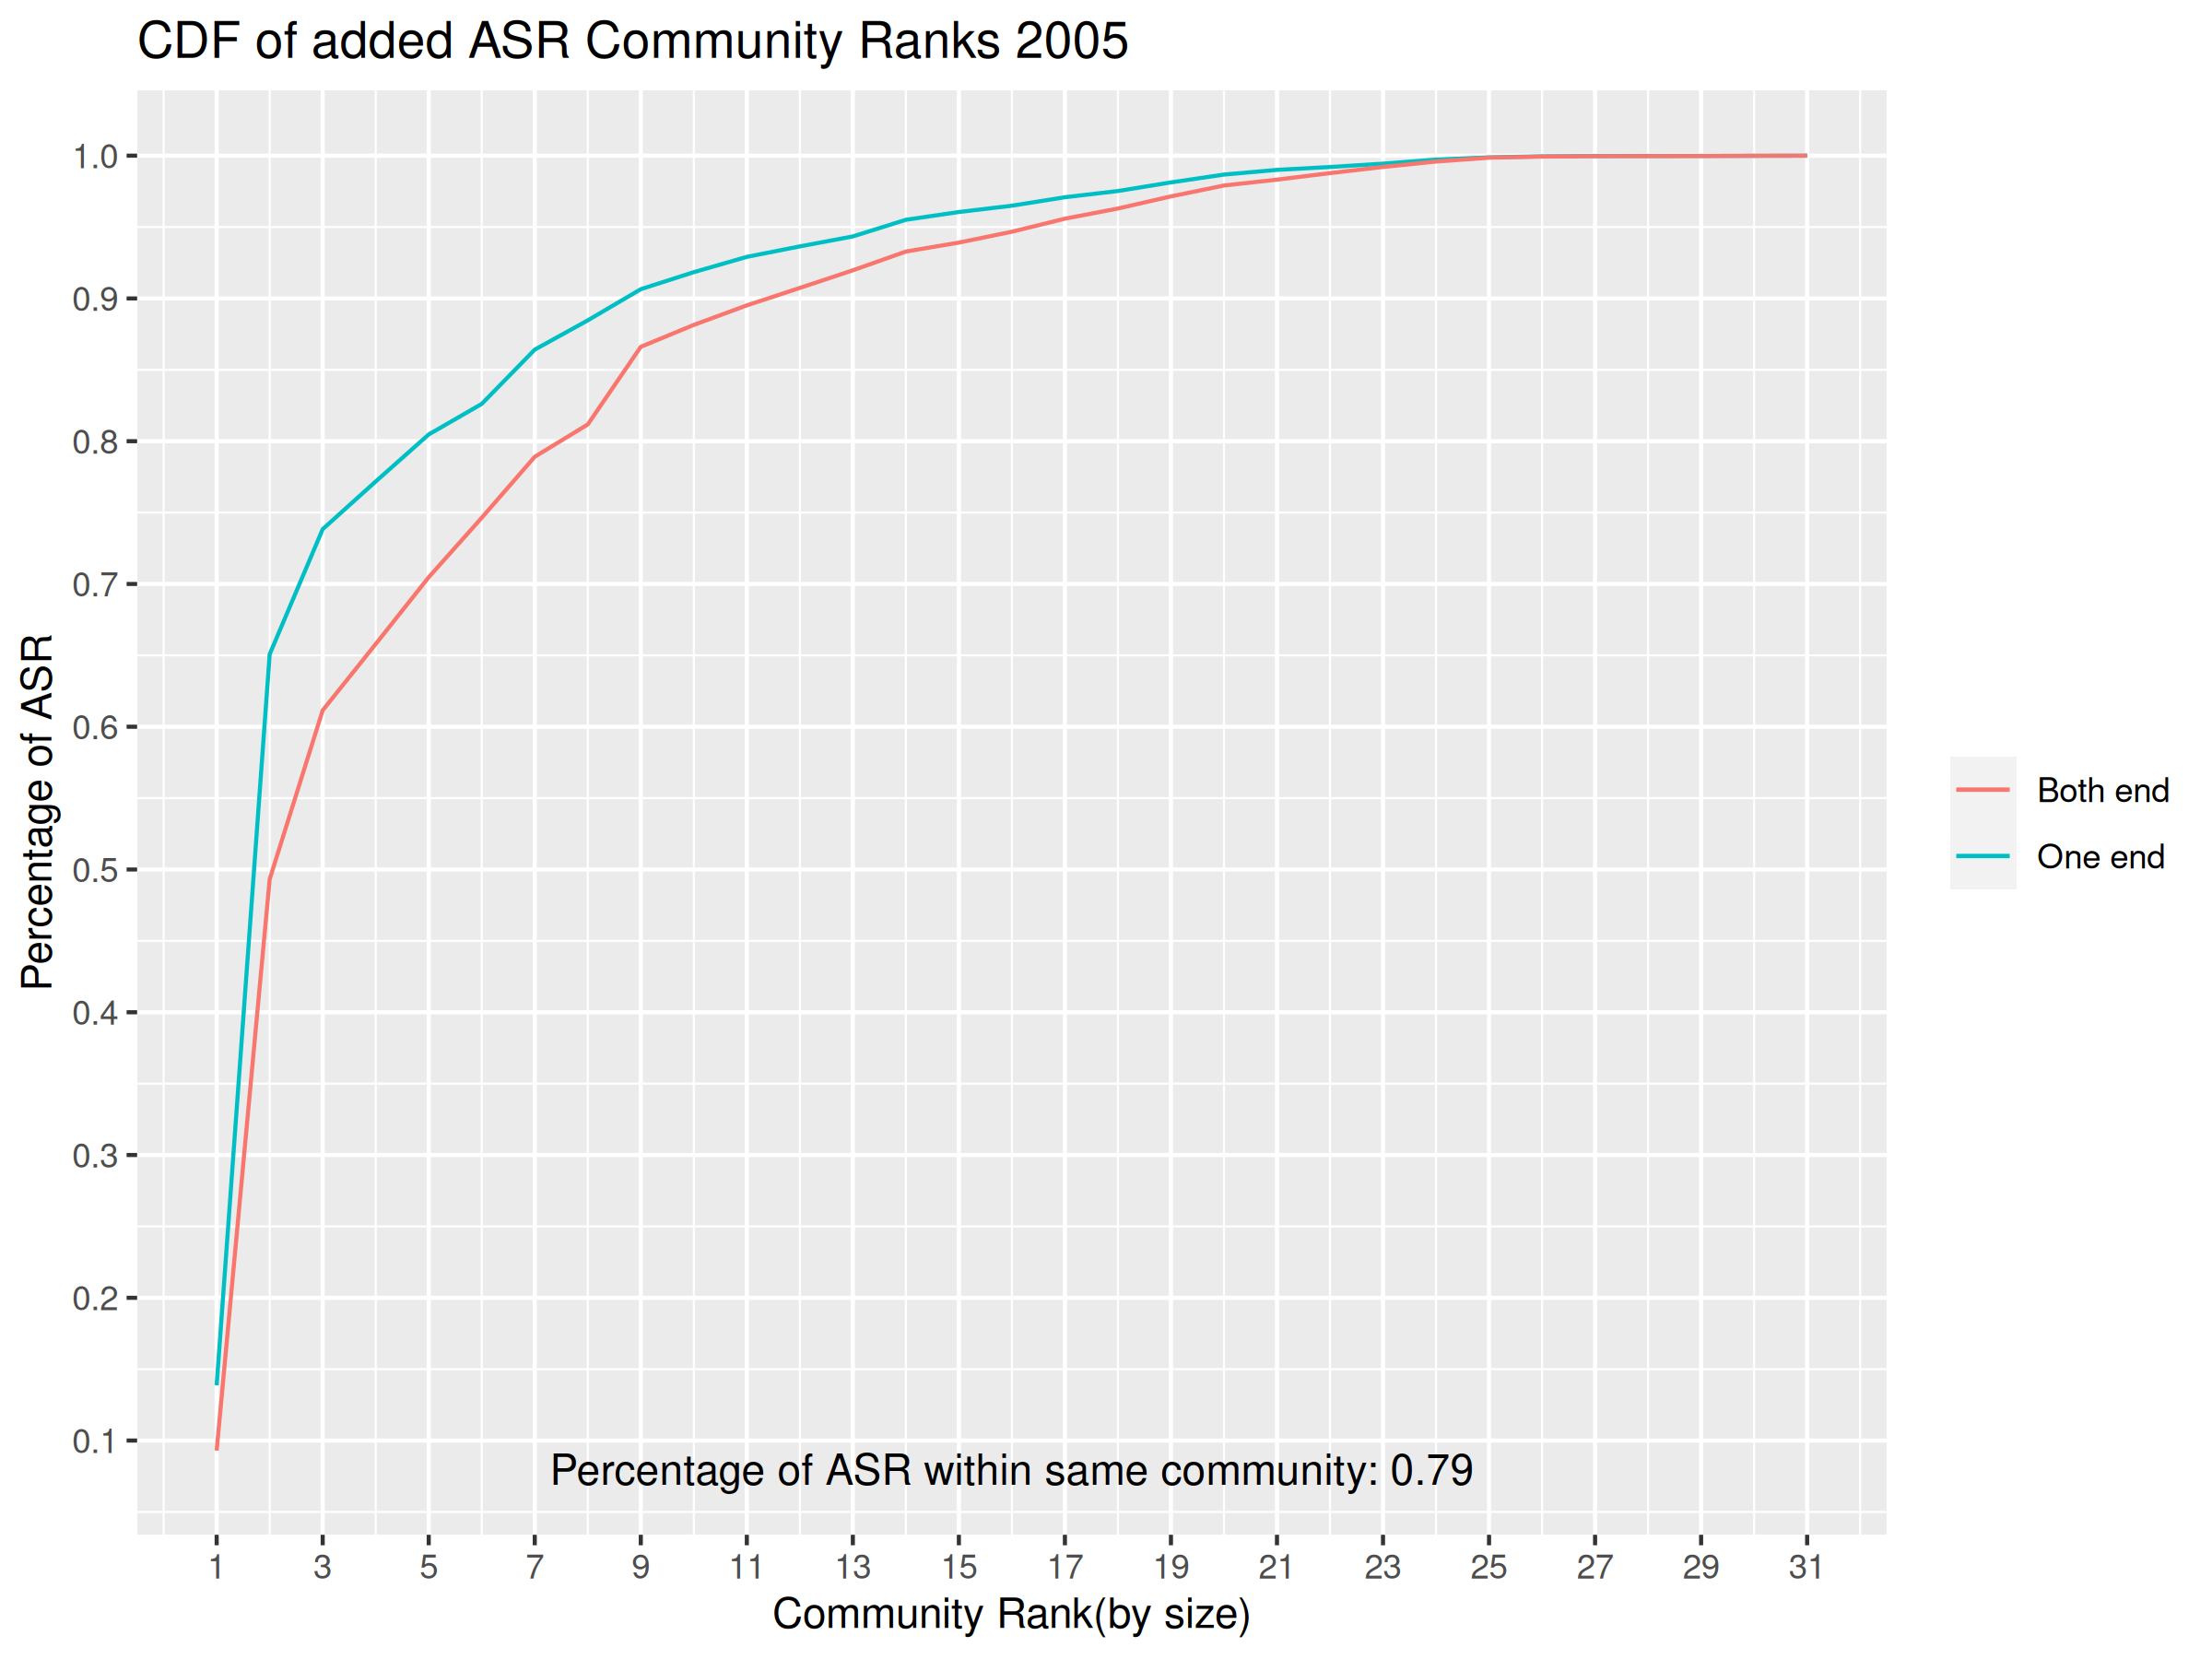 CDF of added ASR Community Ranks 2005
Percentage of ASR
1.0
0.9
0.8
0.7
0.6
0.5
0.4
0.3
0.2
0.1
Percentage of ASR within same community: 0.79
1 3 5 7 9 11 13 15 17 19 21 23 25 27 29 31
Community Rank(by size)
Both end
One end